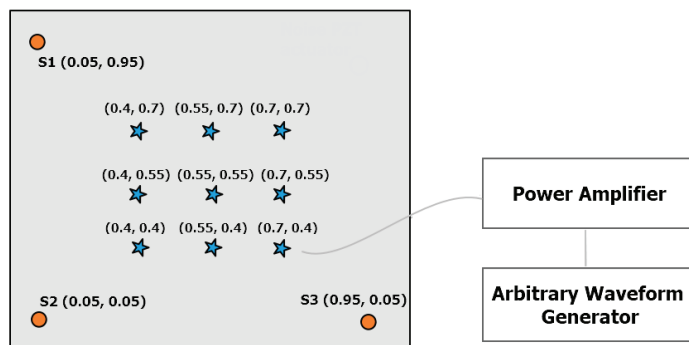 S1 (0.05, 0.95)
(0.4, 0.7) (0.55, 0.7) (0.7, 0.7)
(0.4, 0.55) (0.55, 0.55) (0.7, 0.55)
(0.4, 0.4) (0.55, 0.4) (0.7, 0.4)
S2 (0.05, 0.05)
S3 (0.95, 0.05)
Power Amplifier
Arbitrary Waveform
Generator